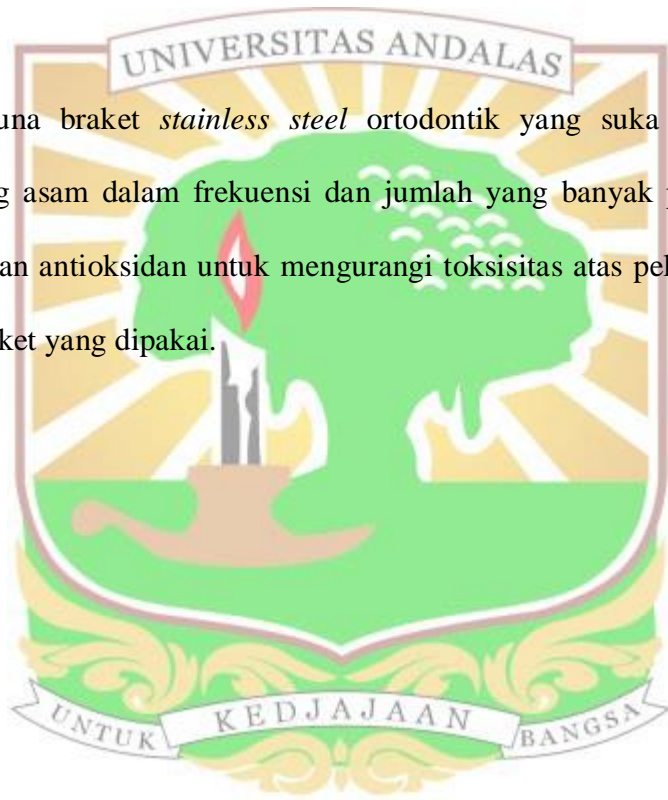 UNIVERSITAS ANDALAS
una braket stainless steel ortodontik yang suka
g asam dalam frekuensi dan jumlah yang banyak p
an antioksidan untuk mengurangi toksisitas atas pel
ket yang dipakai.
UNTUK KEDJAJAAN BANGSA